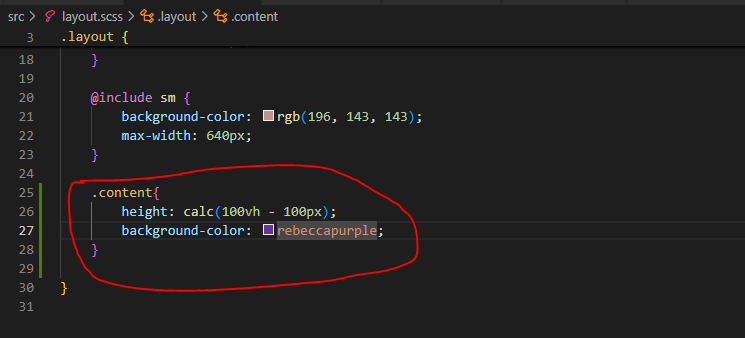 src > layout.scss > .layout > .content
3 .layout {
18 }
19
20 @include sm {
21 background-color: rgb(196, 143, 143);
22 max-width: 640px;
23 }
24
25 .content{
26 height: calc(100vh - 100px);
27 background-color: rebeccapurple;
28 }
29
30 }
31